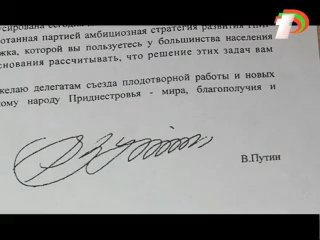 ботанная партией амбициозная стратегия развития
жка, которой вы пользуетесь у большинства населения
снования рассчитывать, что решение этих задач вам
желаю делегатам съезда плодотворной работы и новых
ому народу Приднестровья - мира, благополучия и
В.Путин